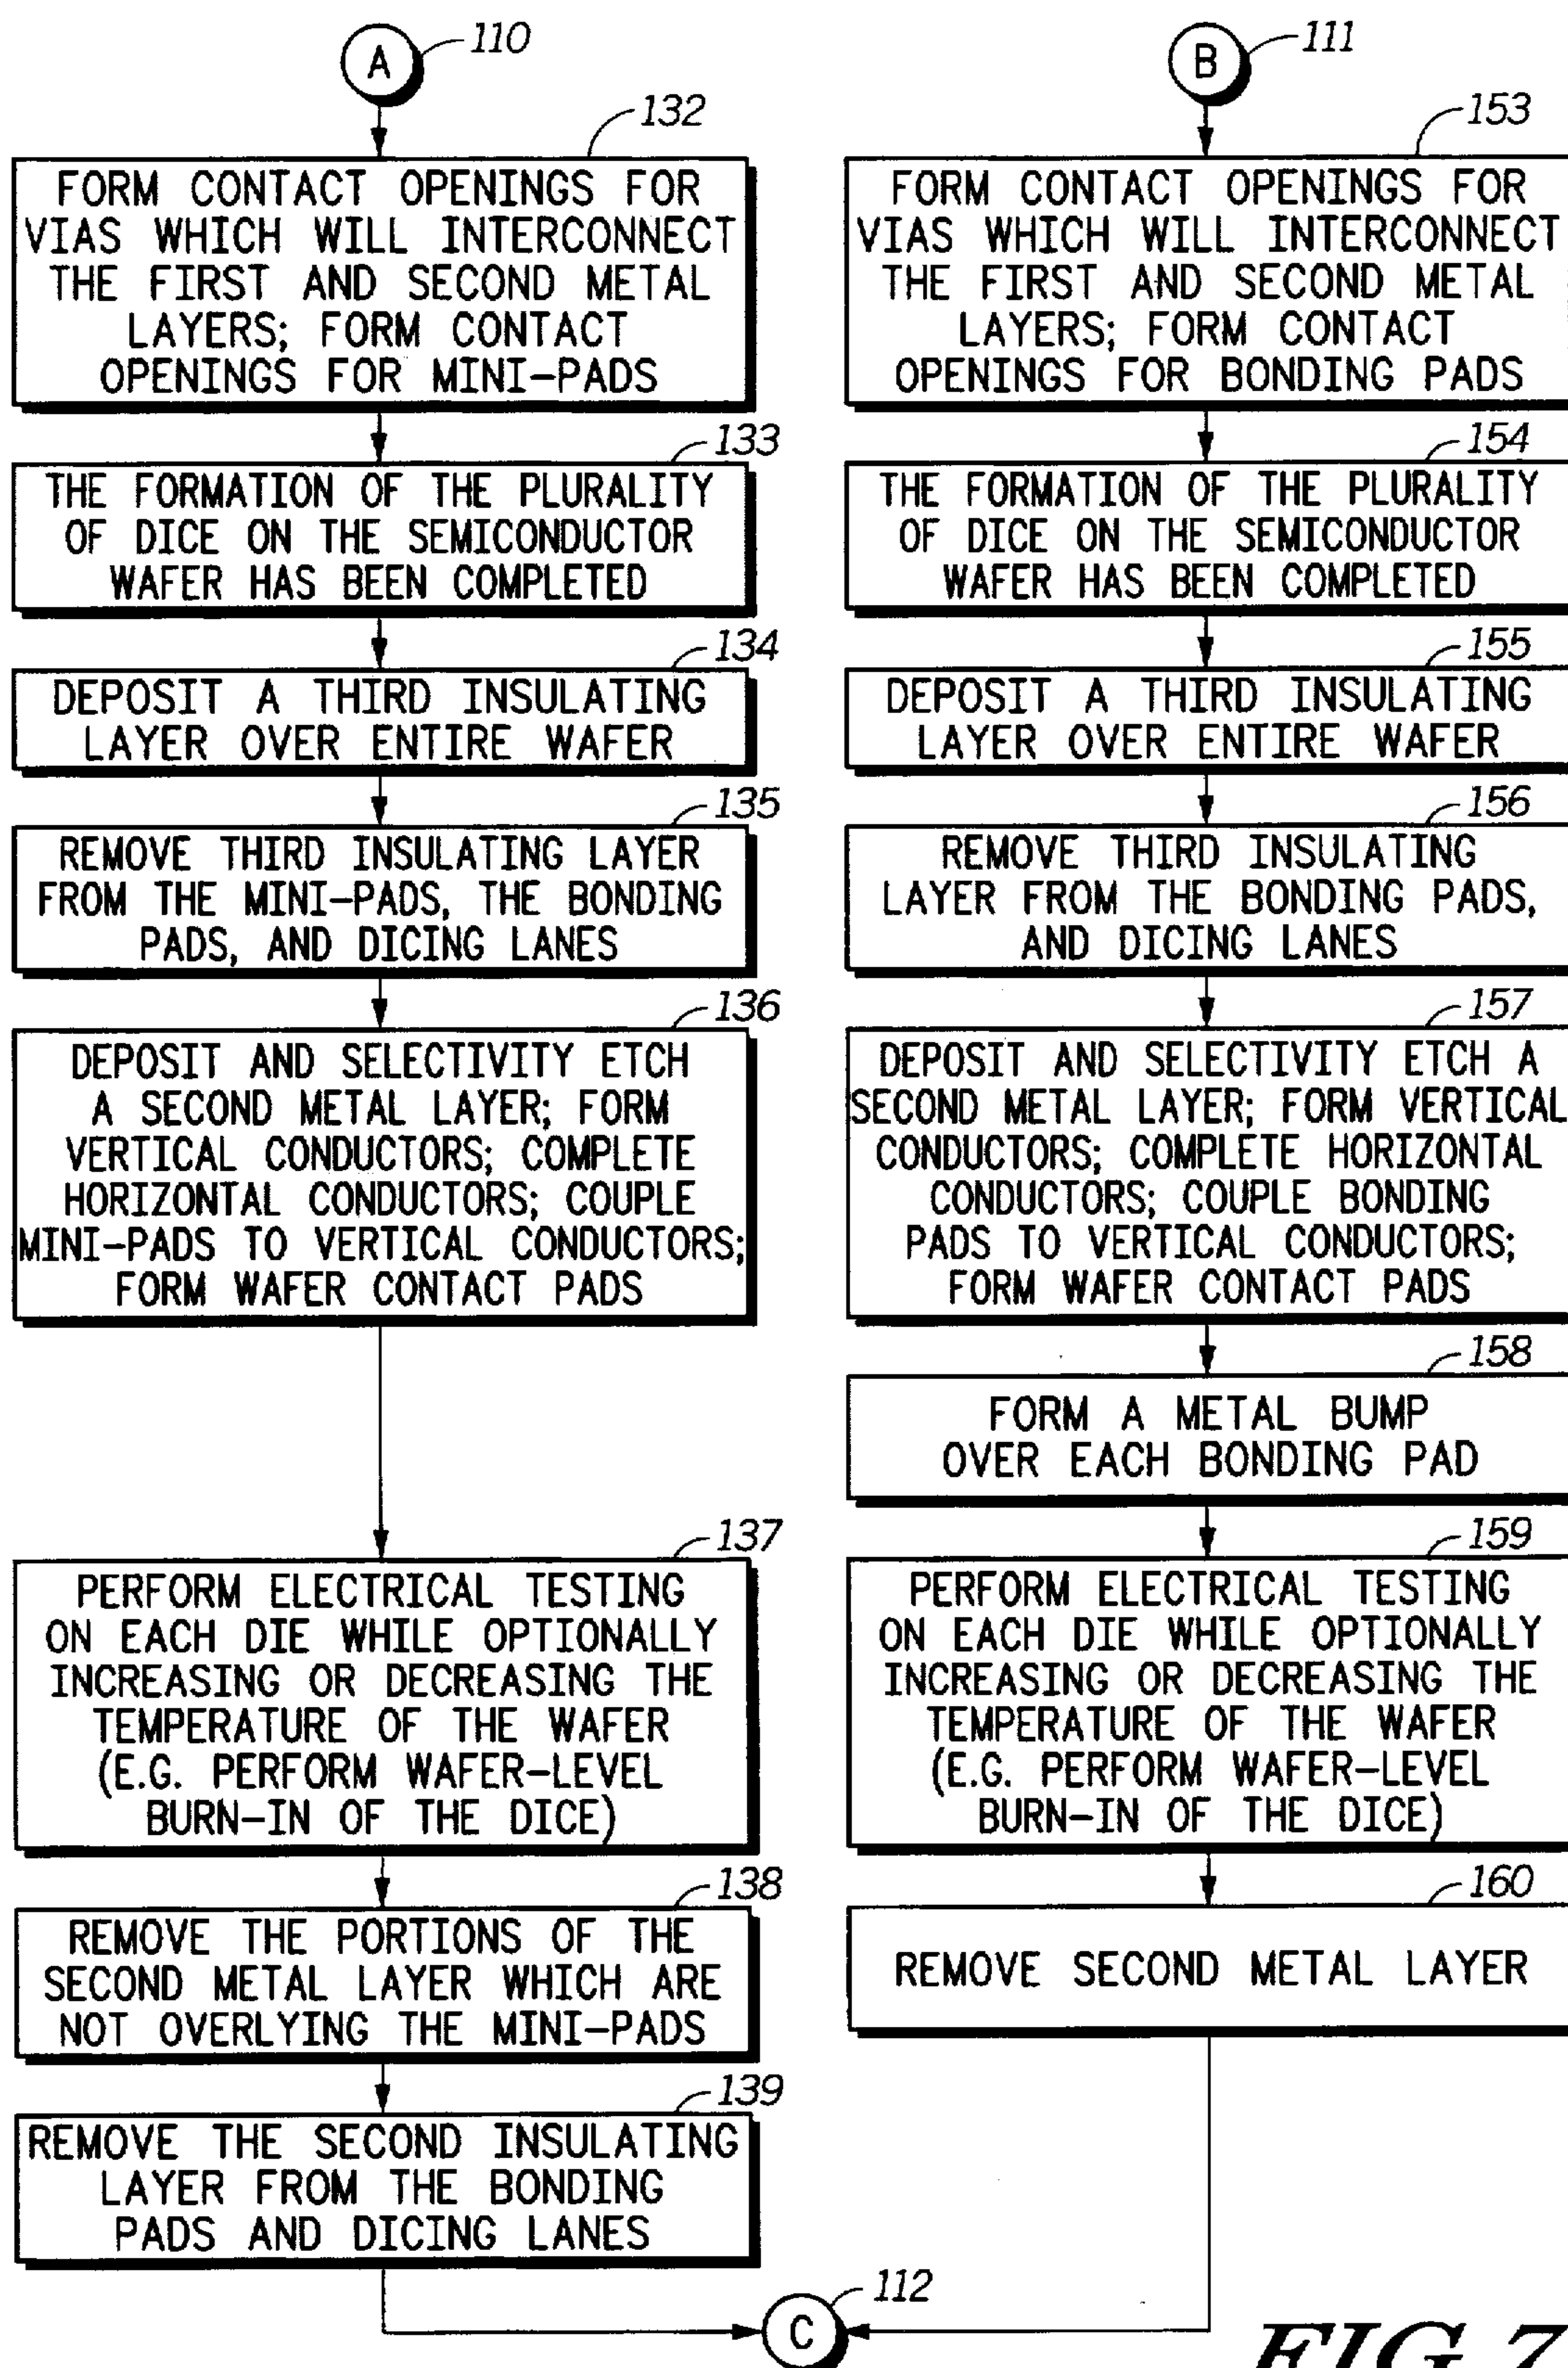 A
110
132
FORM CONTACT OPENINGS FOR
VIAS WHICH WILL INTERCONNECT
THE FIRST AND SECOND METAL
LAYERS; FORM CONTACT
OPENINGS FOR MINI-PADS
133
THE FORMATION OF THE PLURALITY
OF DICE ON THE SEMICONDUCTOR
WAFER HAS BEEN COMPLETED
134
DEPOSIT A THIRD INSULATING
LAYER OVER ENTIRE WAFER
135
REMOVE THIRD INSULATING LAYER
FROM THE MINI-PADS, THE BONDING
PADS, AND DICING LANES
136
DEPOSIT AND SELECTIVITY ETCH
A SECOND METAL LAYER; FORM
VERTICAL CONDUCTORS; COMPLETE
HORIZONTAL CONDUCTORS; COUPLE
MINI-PADS TO VERTICAL CONDUCTORS;
FORM WAFER CONTACT PADS
137
PERFORM ELECTRICAL TESTING
ON EACH DIE WHILE OPTIONALLY
INCREASING OR DECREASING THE
TEMPERATURE OF THE WAFER
(E.G. PERFORM WAFER-LEVEL
BURN-IN OF THE DICE)
138
REMOVE THE PORTIONS OF THE
SECOND METAL LAYER WHICH ARE
NOT OVERLYING THE MINI-PADS
139
REMOVE THE SECOND INSULATING
LAYER FROM THE BONDING
PADS AND DICING LANES
B
111
153
FORM CONTACT OPENINGS FOR
VIAS WHICH WILL INTERCONNECT
THE FIRST AND SECOND METAL
LAYERS; FORM CONTACT
OPENINGS FOR BONDING PADS
154
THE FORMATION OF THE PLURALITY
OF DICE ON THE SEMICONDUCTOR
WAFER HAS BEEN COMPLETED
155
DEPOSIT A THIRD INSULATING
LAYER OVER ENTIRE WAFER
156
REMOVE THIRD INSULATING
LAYER FROM THE BONDING PADS,
AND DICING LANES
157
DEPOSIT AND SELECTIVITY ETCH A
SECOND METAL LAYER; FORM VERTICAL
CONDUCTORS; COMPLETE HORIZONTAL
CONDUCTORS; COUPLE BONDING
PADS TO VERTICAL CONDUCTORS;
FORM WAFER CONTACT PADS
158
FORM A METAL BUMP
OVER EACH BONDING PAD
159
PERFORM ELECTRICAL TESTING
ON EACH DIE WHILE OPTIONALLY
INCREASING OR DECREASING THE
TEMPERATURE OF THE WAFER
(E.G. PERFORM WAFER-LEVEL
BURN-IN OF THE DICE)
160
REMOVE SECOND METAL LAYER
112
C
FIG.7